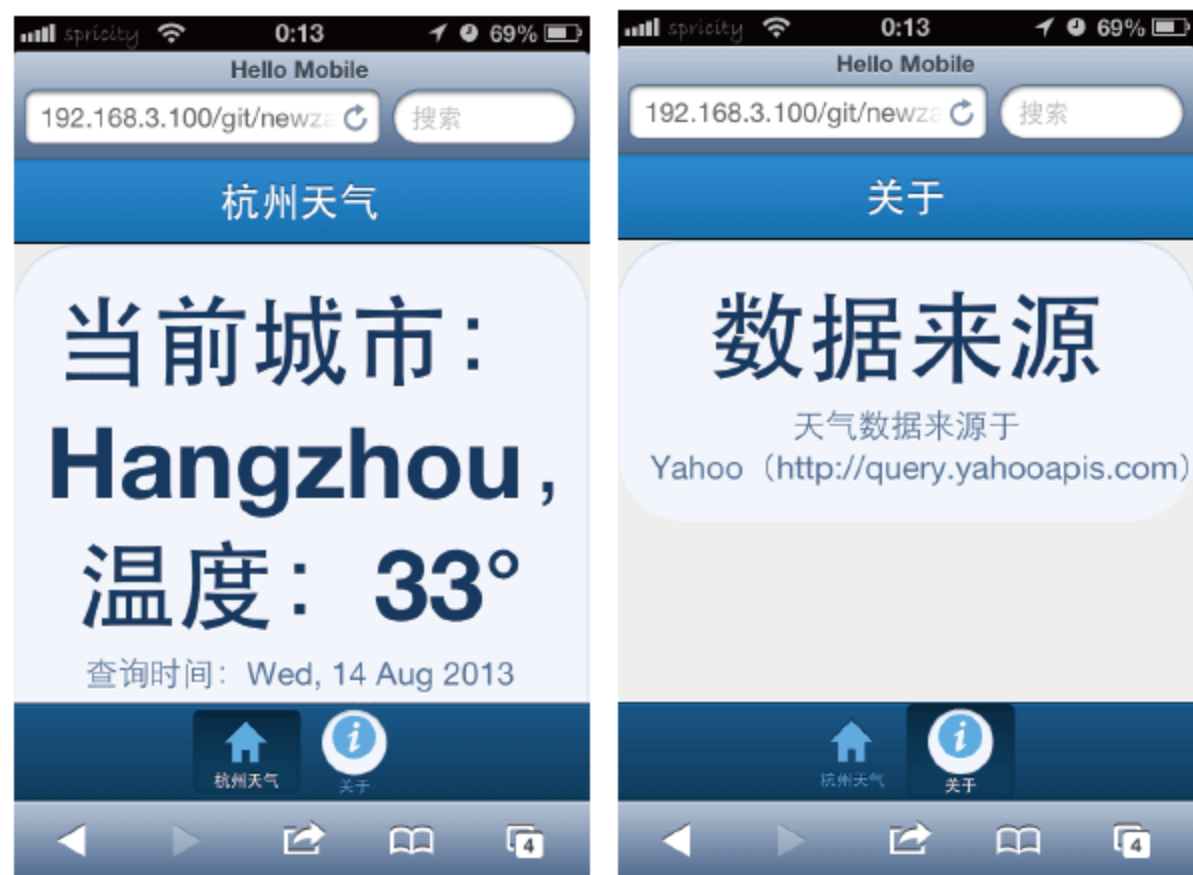 spricity 0:13 69%
Hello Mobile
192.168.3.100/git/newza 搜索
杭州天气
当前城市：
Hangzhou，
温度：33°
查询时间：Wed, 14 Aug 2013
杭州天气 关于
4
spricity 0:13 69%
Hello Mobile
192.168.3.100/git/newza 搜索
关于
数据来源
天气数据来源于
Yahoo（http://query.yahooapis.com）
杭州天气 关于
4